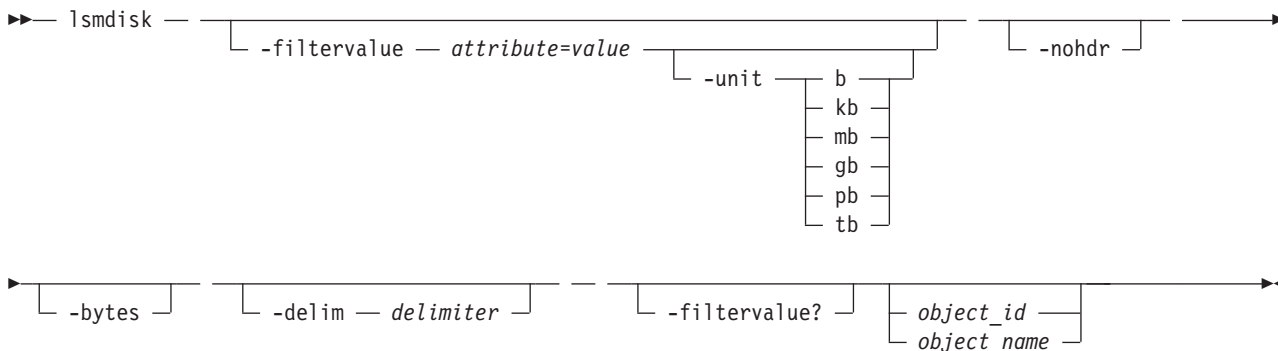 lsmdisk
-filtervalue attribute=value
-nohdr
-unit b
kb
mb
gb
pb
tb
-bytes
-delim delimiter
-filtervalue?
object_id
object_name